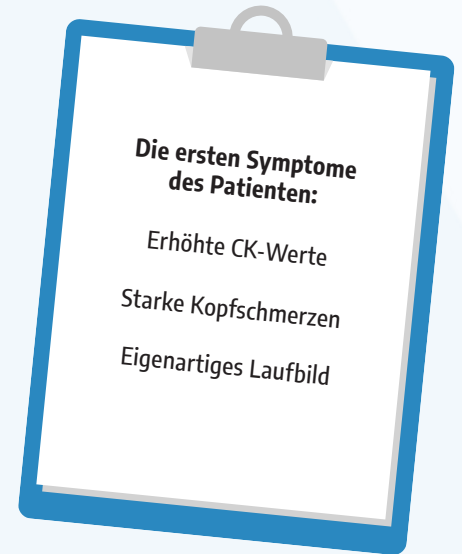 Die ersten Symptome
des Patienten:
Erhöhte CK-Werte
Starke Kopfschmerzen
Eigenartiges Laufbild